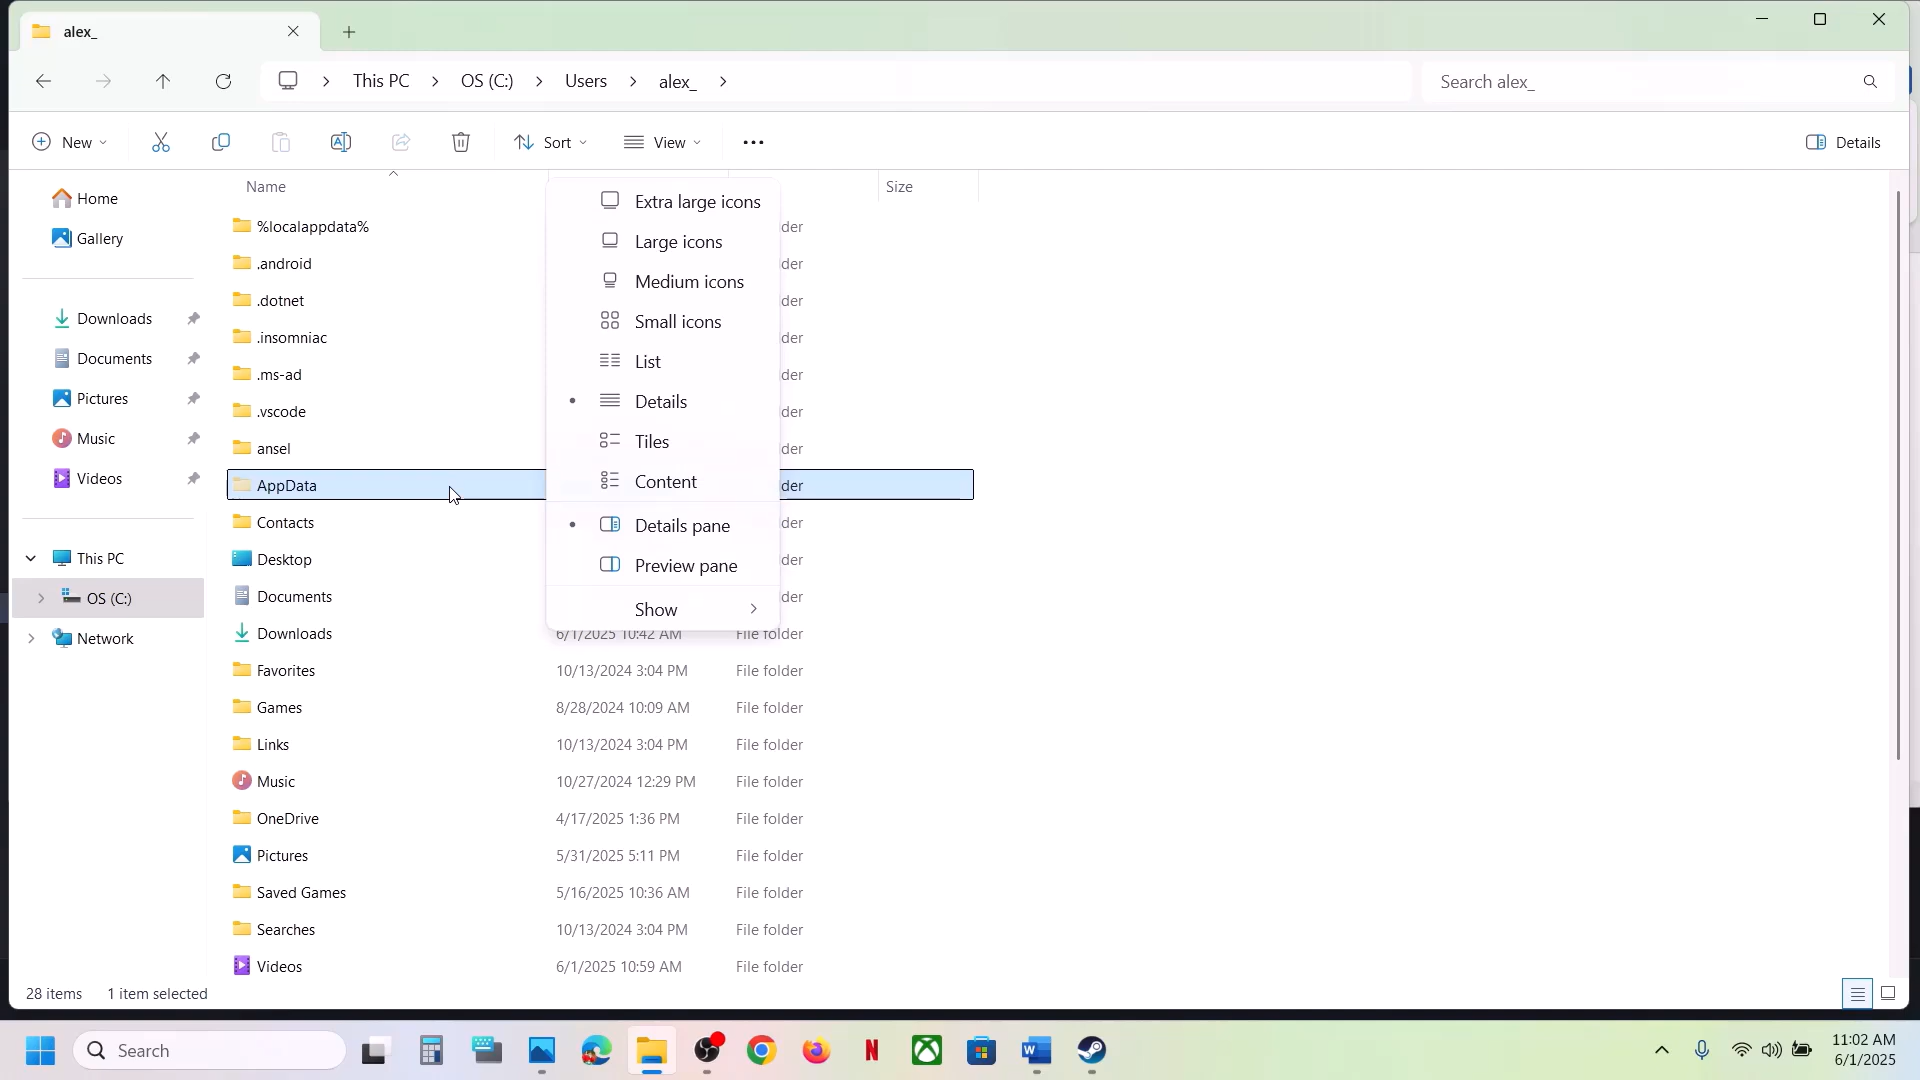 alex_
This PC
OS (C:)
Users
alex_
Search alex_
New
Sort
View
Details
Home
Gallery
Downloads
Documents
Pictures
Music
Videos
This PC
OS (C:)
Network
Name
Size
%localappdata%
der
.android
der
.dotnet
der
.insomniac
der
.ms-ad
der
.vscode
der
ansel
der
AppData
der
Contacts
der
Desktop
der
Documents
der
Downloads 6/1/2025 10:42 AM File folder
Favorites 10/13/2024 3:04 PM File folder
Games 8/28/2024 10:09 AM File folder
Links 10/13/2024 3:04 PM File folder
Music 10/27/2024 12:29 PM File folder
OneDrive 4/17/2025 1:36 PM File folder
Pictures 5/31/2025 5:11 PM File folder
Saved Games 5/16/2025 10:36 AM File folder
Searches 10/13/2024 3:04 PM File folder
Videos 6/1/2025 10:59 AM File folder
Extra large icons
Large icons
Medium icons
Small icons
List
Details
Tiles
Content
Details pane
Preview pane
Show
28 items 1 item selected
Search
11:02 AM
6/1/2025